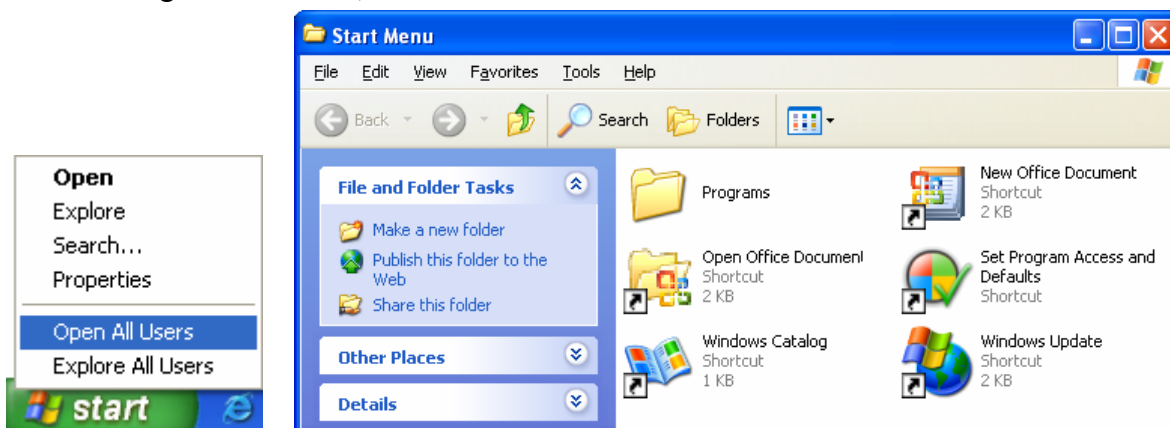 Start Menu
File Edit View Favorites Tools Help
Back Search Folders
Open
Explore
Search...
Properties
Open All Users
Explore All Users
start
File and Folder Tasks
Make a new folder
Publish this folder to the
Web
Share this folder
Other Places
Details
Programs
New Office Document
Shortcut
2 KB
Open Office Document
Shortcut
2 KB
Set Program Access and
Defaults
Shortcut
Windows Catalog
Shortcut
1 KB
Windows Update
Shortcut
2 KB